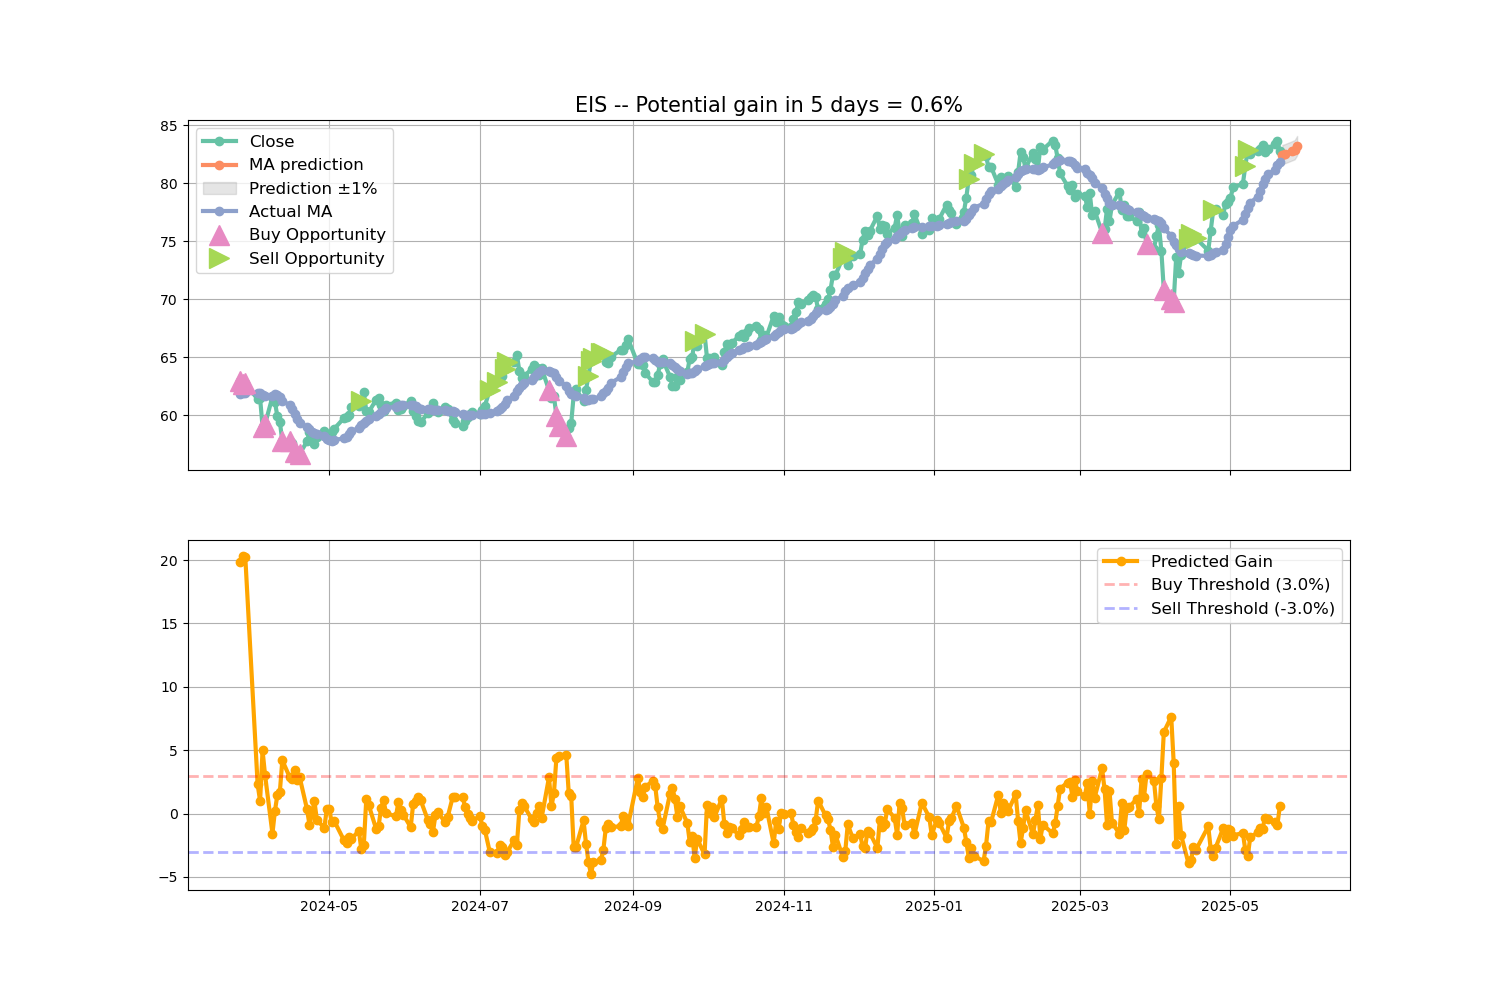 EIS -- Potential gain in 5 days = 0.6%
85
80
75
70
65
60
Close
MA prediction
Prediction ±1%
Actual MA
Buy Opportunity
Sell Opportunity
20
15
10
5
0
−5
Predicted Gain
Buy Threshold (3.0%)
Sell Threshold (-3.0%)
2024-05
2024-07
2024-09
2024-11
2025-01
2025-03
2025-05